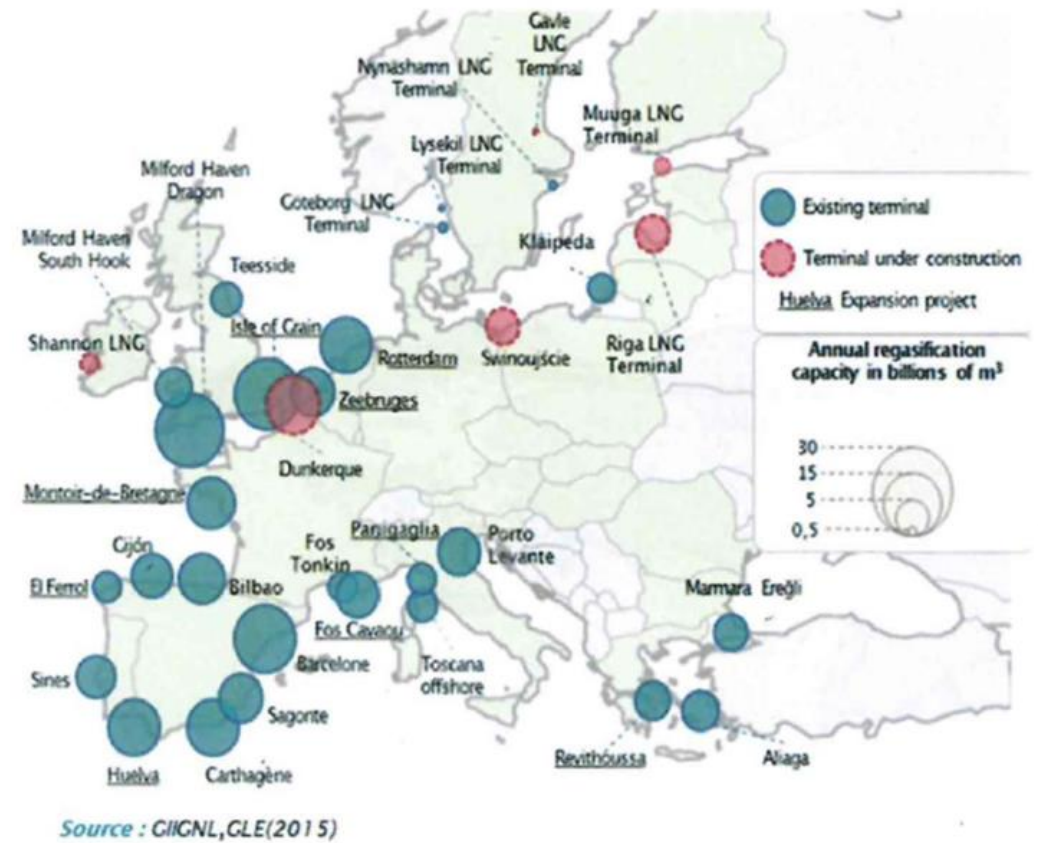 Gavle
LNG
Terminal
Nynashamn LNG
Terminal
Muuga LNG
Terminal
Lysekil LNG
Terminal
Milford Haven
Dragon
Göteborg LNG
Terminal
Milford Haven
South Hook
Teesside
Klaipeda
Existing terminal
Terminal under construction
Huelva Expansion project
Isle of Grain
Shannon LNG
Rotterdam
Swinoujście
Riga LNG
Terminal
Annual regasification
capacity in billions of m³
30
15
5
0,5
Zeebruges
Dunkerque
Montoir-de-Bretagne
Panigaglia
Porto
Levante
Fos
Tonkin
Gijón
El Ferrol
Bilbao
Marmara Ereğli
Fos Cavaou
Barcelone
Toscana
offshore
Sines
Sagonte
Huelva
Carthagène
Revithoussa
Aliaga
Source : GIIGNL,GLE(2015)